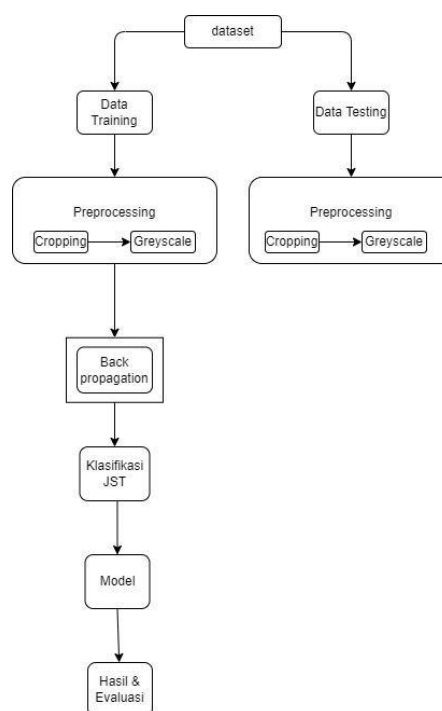 dataset
Data
Training
Data Testing
Preprocessing
Cropping
Greyscale
Preprocessing
Cropping
Greyscale
Back
propagation
Klasifikasi
JST
Model
Hasil &
Evaluasi